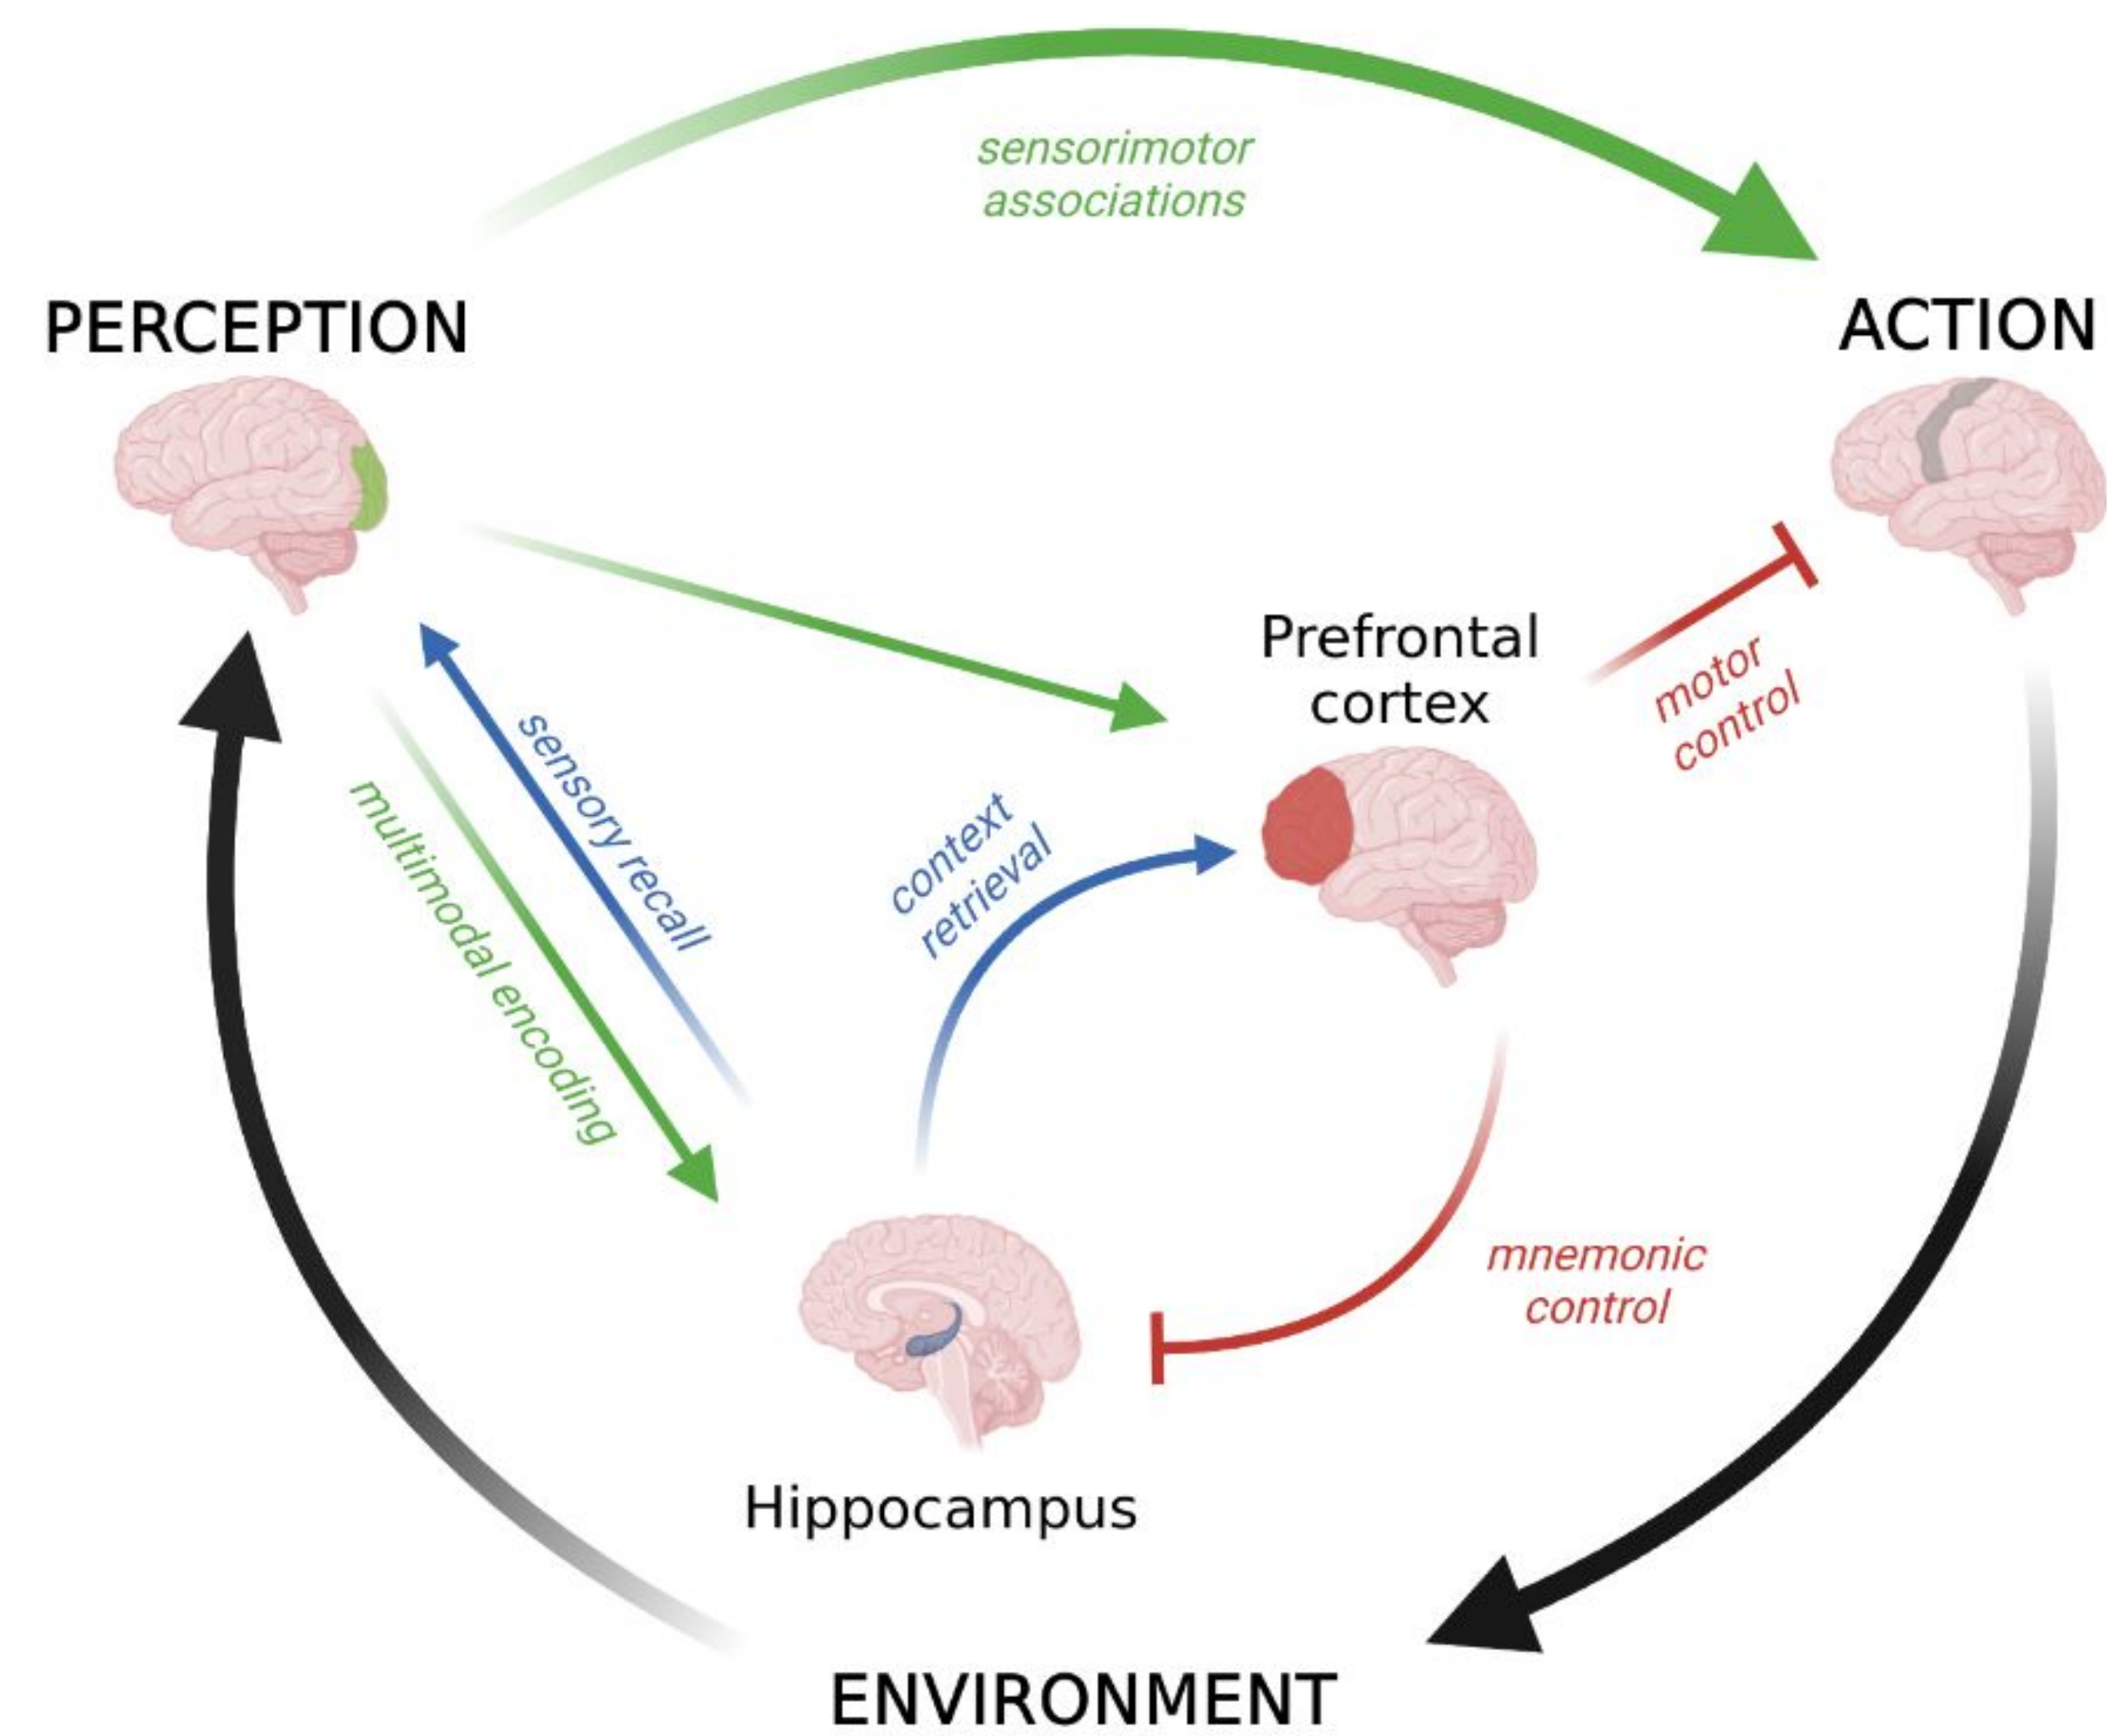 sensorimotor
associations
PERCEPTION
ACTION
Prefrontal
cortex
motor
control
sensory recall
multimodal encoding
context
retrieval
mnemonic
control
Hippocampus
ENVIRONMENT